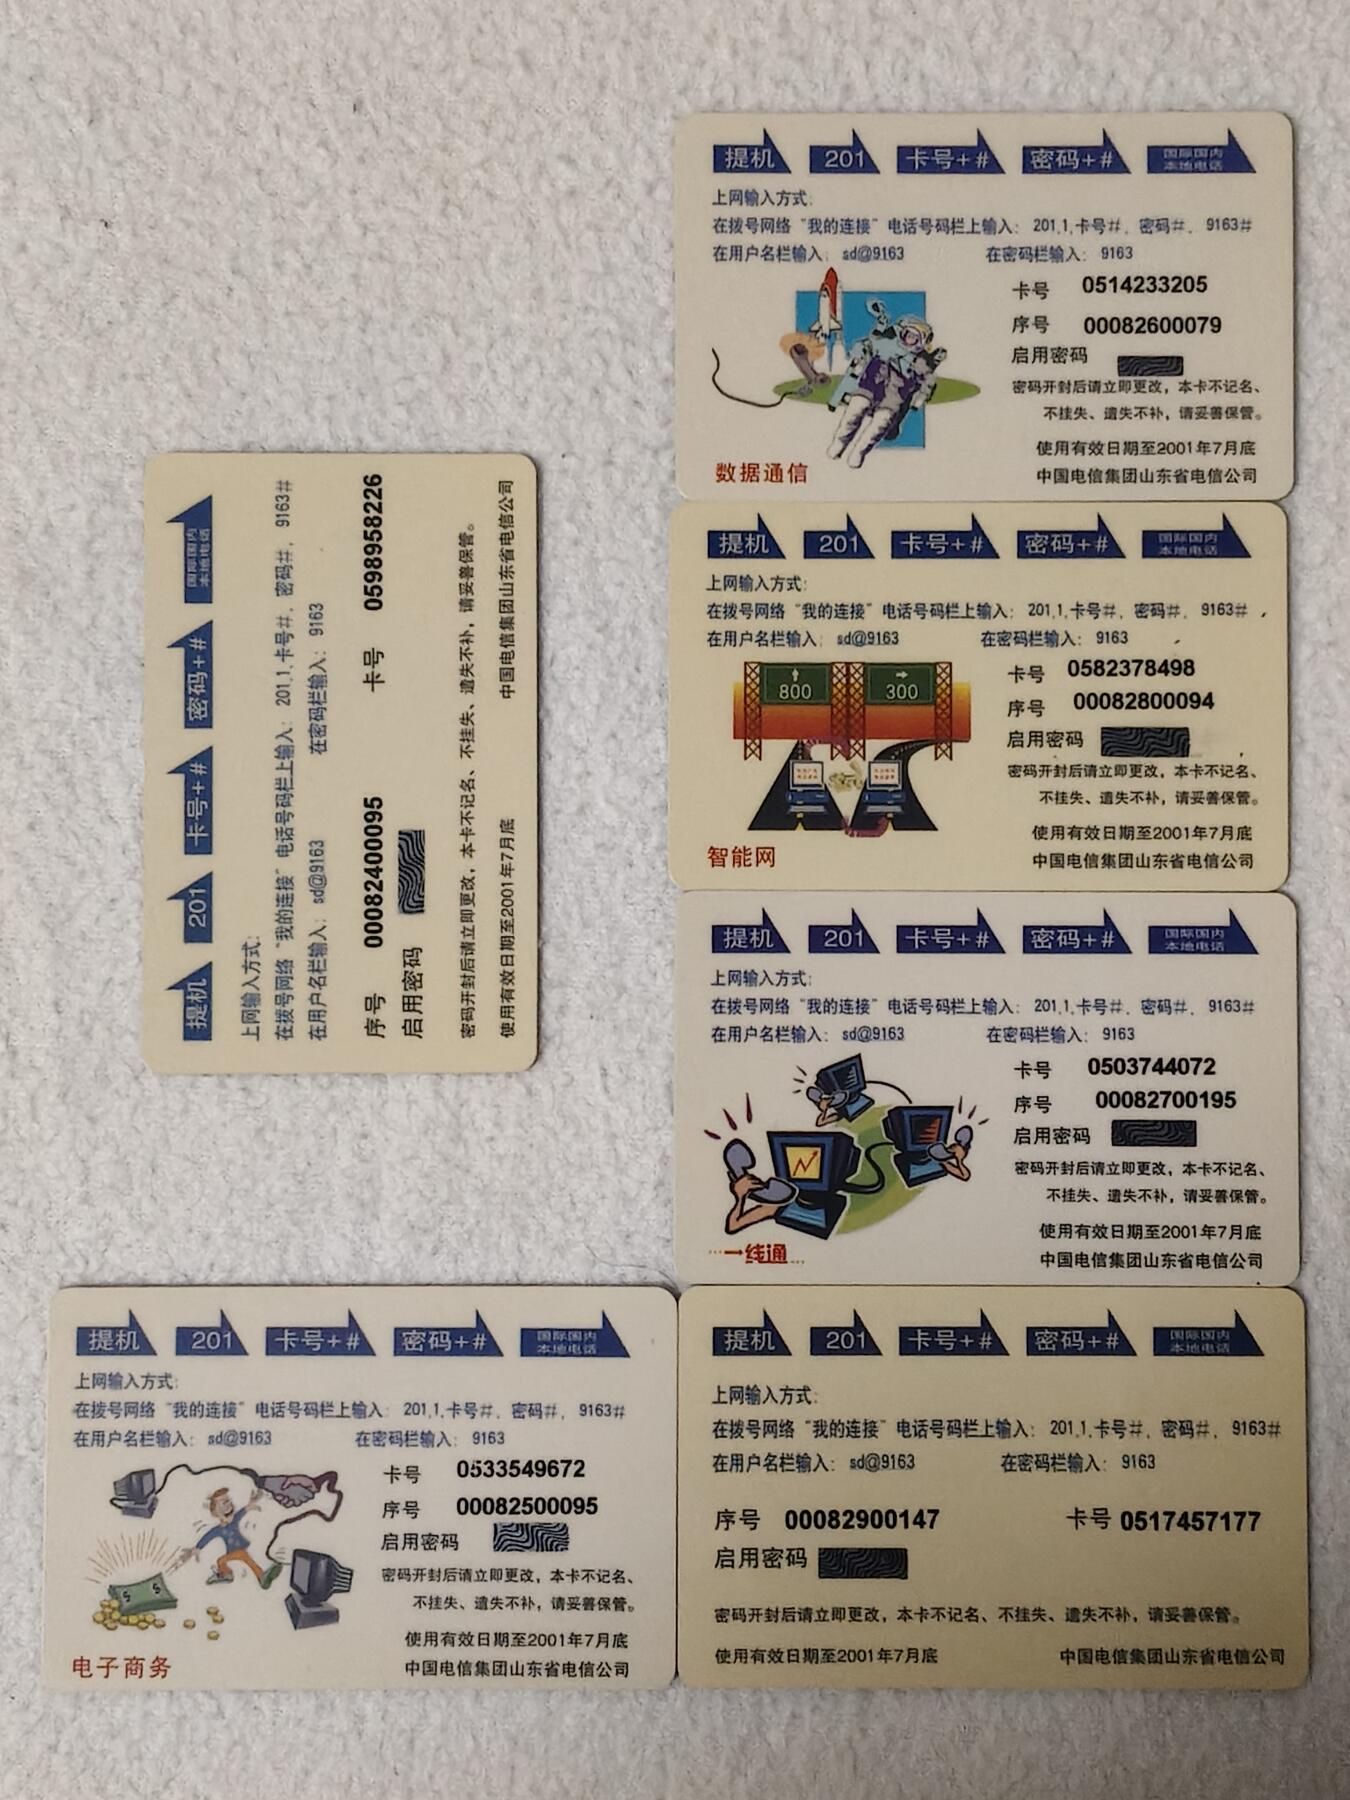 提机 201 卡号+# 密码+# 国际国内
本地电话
上网输入方式:
在拨号网络“我的连接”电话号码栏上输入: 201,1,卡号#, 密码#, 9163#
在用户名栏输入: sd@9163 在密码栏输入: 9163
卡号 0514233205
序号 00082600079
启用密码
密码开封后请立即更改，本卡不记名、
不挂失、遗失不补，请妥善保管。
使用有效日期至2001年7月底
数据通信
中国电信集团山东省电信公司
提机 201 卡号+# 密码+# 国际国内
本地电话
上网输入方式:
在拨号网络“我的连接”电话号码栏上输入: 201,1,卡号#, 密码#, 9163#
在用户名栏输入: sd@9163 在密码栏输入: 9163
序号 00082400095 卡号 0598958226
启用密码
密码开封后请立即更改，本卡不记名、不挂失、遗失不补，请妥善保管。
使用有效日期至2001年7月底 中国电信集团山东省电信公司
提机 201 卡号+# 密码+# 国际国内
本地电话
上网输入方式:
在拨号网络“我的连接”电话号码栏上输入: 201,1,卡号#, 密码#, 9163#
在用户名栏输入: sd@9163 在密码栏输入: 9163
800 300
卡号 0582378498
序号 00082800094
启用密码
密码开封后请立即更改，本卡不记名、
不挂失、遗失不补，请妥善保管。
使用有效日期至2001年7月底
智能网
中国电信集团山东省电信公司
提机 201 卡号+# 密码+# 国际国内
本地电话
上网输入方式:
在拨号网络“我的连接”电话号码栏上输入: 201,1,卡号#, 密码#, 9163#
在用户名栏输入: sd@9163 在密码栏输入: 9163
卡号 0503744072
序号 00082700195
启用密码
密码开封后请立即更改，本卡不记名、
不挂失、遗失不补，请妥善保管。
使用有效日期至2001年7月底
一线通
中国电信集团山东省电信公司
提机 201 卡号+# 密码+# 国际国内
本地电话
上网输入方式:
在拨号网络“我的连接”电话号码栏上输入: 201,1,卡号#, 密码#, 9163#
在用户名栏输入: sd@9163 在密码栏输入: 9163
卡号 0533549672
序号 00082500095
启用密码
密码开封后请立即更改，本卡不记名、
不挂失、遗失不补，请妥善保管。
使用有效日期至2001年7月底
电子商务
中国电信集团山东省电信公司
提机 201 卡号+# 密码+# 国际国内
本地电话
上网输入方式:
在拨号网络“我的连接”电话号码栏上输入: 201,1,卡号#, 密码#, 9163#
在用户名栏输入: sd@9163 在密码栏输入: 9163
序号 00082900147 卡号 0517457177
启用密码
密码开封后请立即更改，本卡不记名、不挂失、遗失不补，请妥善保管。
使用有效日期至2001年7月底 中国电信集团山东省电信公司